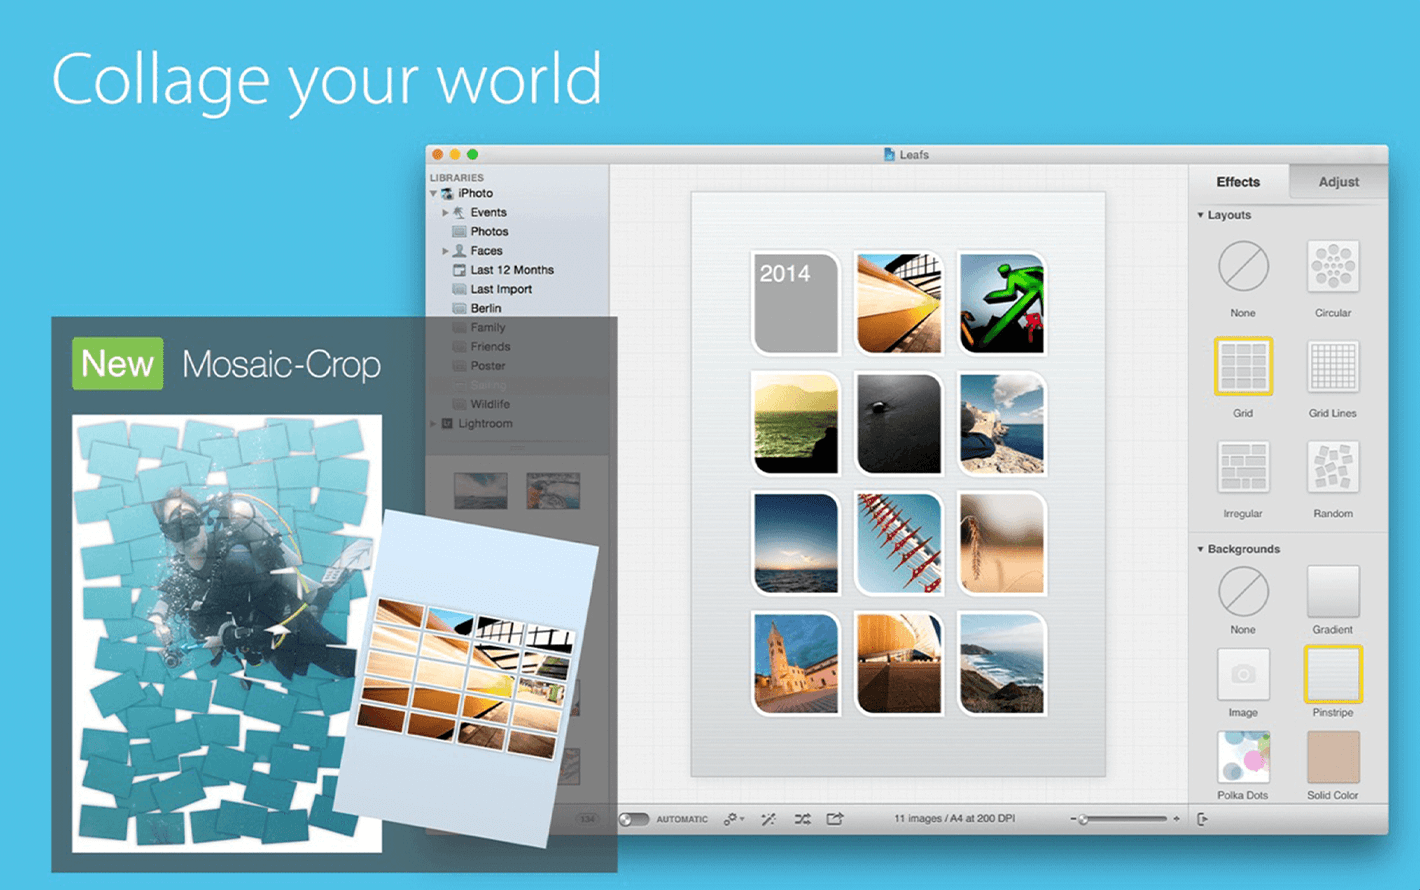 Collage your world
Leafs
LIBRARIES
iPhoto
Events
Photos
Faces
Last 12 Months
Last Import
Berlin
Family
Friends
Poster
Sailing
Wildlife
Lightroom
New Mosaic-Crop
2014
Effects Adjust
Layouts
None Circular
Grid Grid Lines
Irregular Random
Backgrounds
None Gradient
Image Pinstripe
Polka Dots Solid Color
134 AUTOMATIC 11 images / A4 at 200 DPI